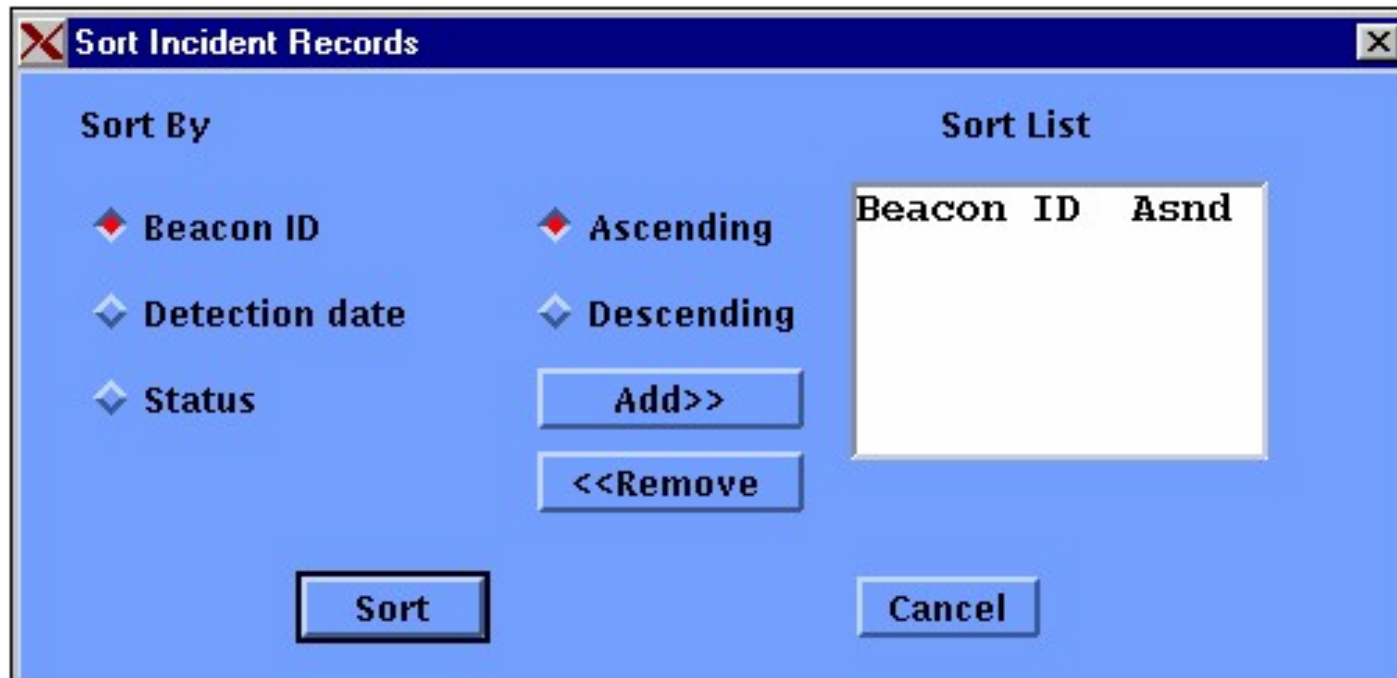 Sort Incident Records
Sort By
Sort List
Beacon ID
Ascending
Beacon ID  Asnd
Detection date
Descending
Status
Add>>
<<Remove
Sort
Cancel